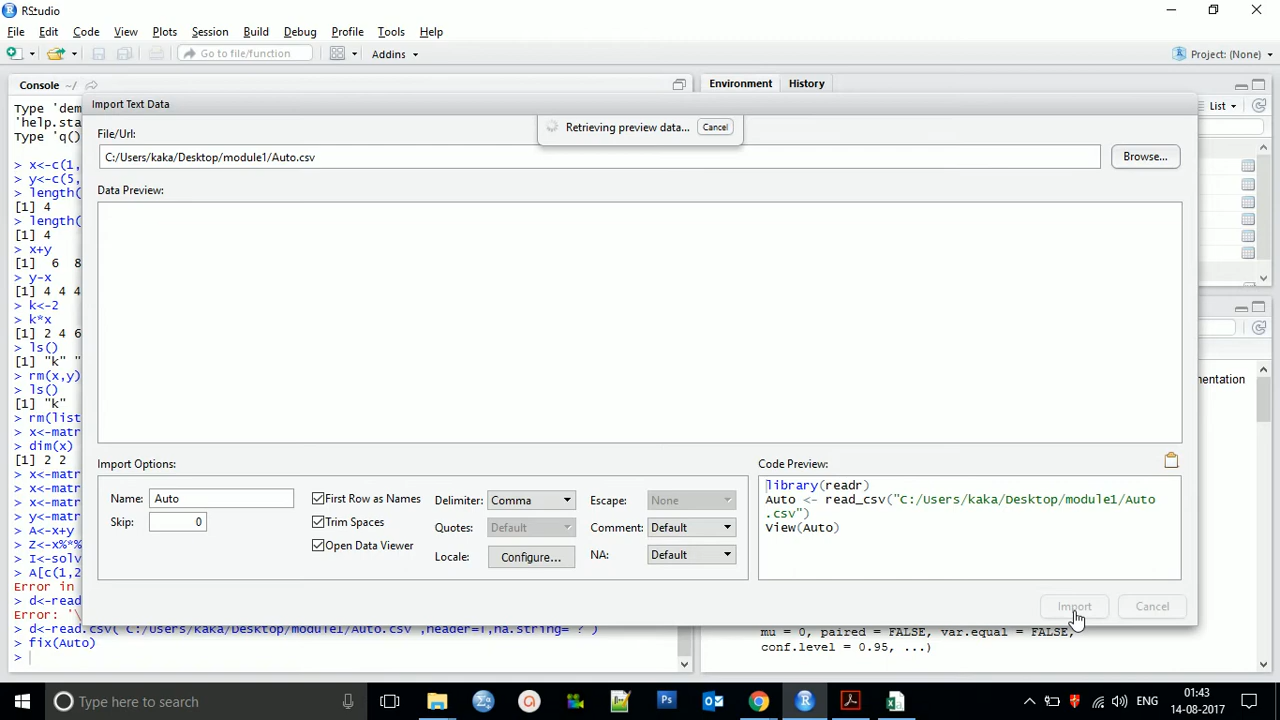 RStudio
File Edit Code View Plots Session Build Debug Profile Tools Help
Go to file/function Addins Project: (None)
Console ~/ Environment History
Type 'dem
'help.sta
Type 'q()
List
Import Text Data
Retrieving preview data... Cancel
File/Url:
C:/Users/kaka/Desktop/module1/Auto.csv Browse...
Data Preview:
> x<-c(1,
> y<-c(5,
> length(
[1] 4
> length(
[1] 4
> x+y
[1] 6 8
> y-x
[1] 4 4 4
> k<-2
> k*x
[1] 2 4 6
> ls()
[1] "k" "
> rm(x,y)
> ls()
[1] "k"
> rm(list
> x<-matr
> dim(x)
[1] 2 2
> x<-matr
> x<-matr
> y<-matr
> A<-x+y
> Z<-x%*%
> I<-solv
> A[c(1,2
Error in
> d<-read
Error: '\
> d<-read.csv( C:/Users/kaka/Desktop/module1/Auto.csv ,header=T,na.string= ? )
> fix(Auto)
>
mentation
Import Options:
Name: Auto
Skip: 0
First Row as Names
Trim Spaces
Open Data Viewer
Delimiter: Comma
Quotes: Default
Locale: Configure...
Escape: None
Comment: Default
NA: Default
Code Preview:
library(readr)
Auto <- read_csv("C:/Users/kaka/Desktop/module1/Auto
.csv")
View(Auto)
Import Cancel
mu = 0, paired = FALSE, var.equal = FALSE,
conf.level = 0.95, ...)
Type here to search
ENG
01:43
14-08-2017